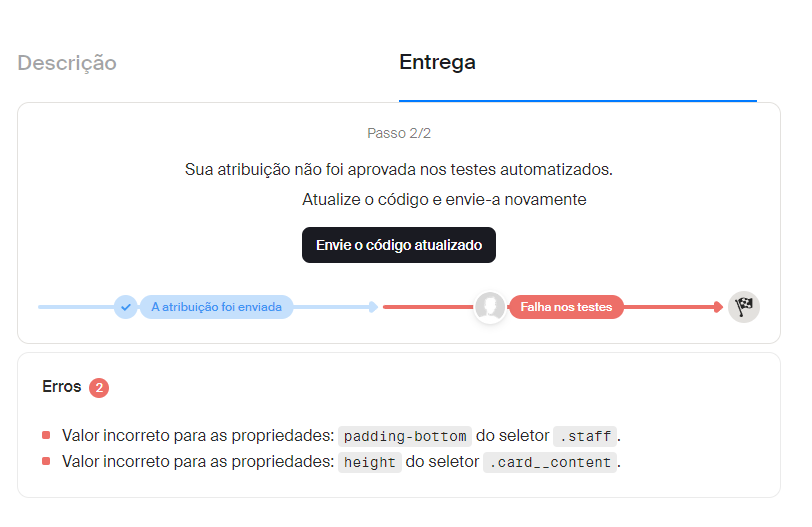 Descrição
Entrega
Passo 2/2
Sua atribuição não foi aprovada nos testes automatizados.
Atualize o código e envie-a novamente
Envie o código atualizado
A atribuição foi enviada
Falha nos testes
Erros 2
Valor incorreto para as propriedades: padding-bottom do seletor .staff.
Valor incorreto para as propriedades: height do seletor .card__content.